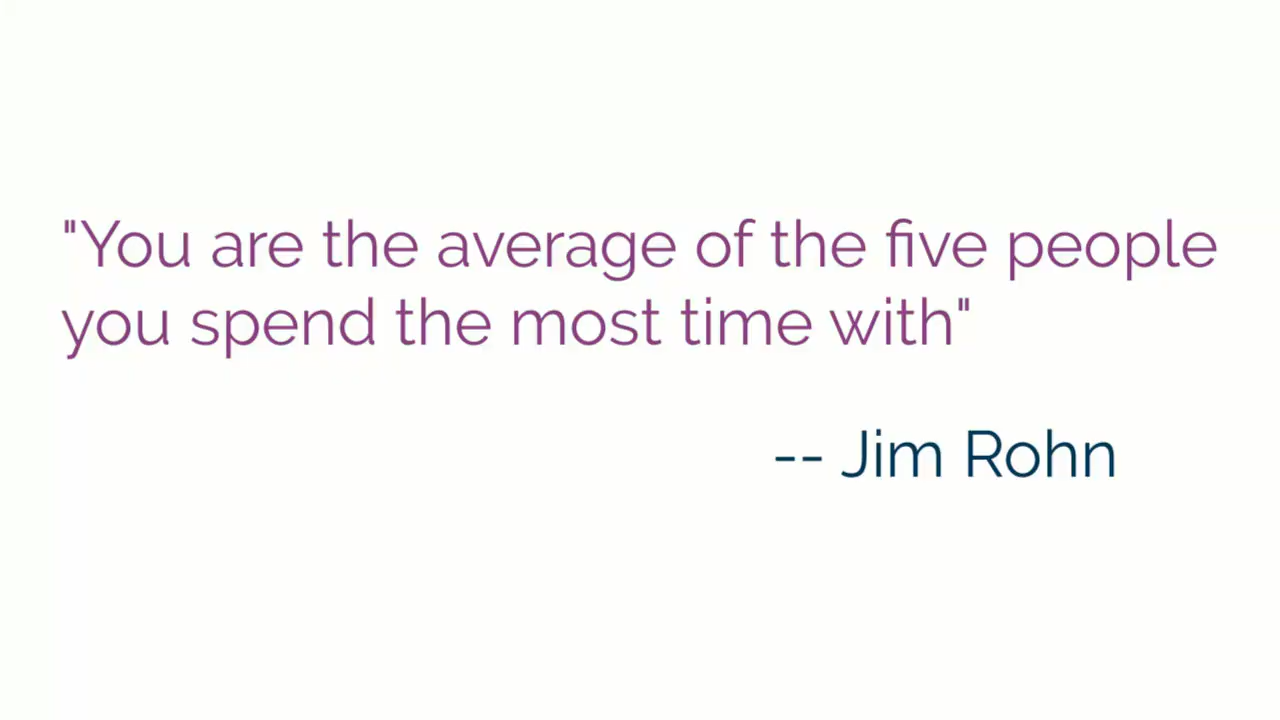 "You are the average of the five people
you spend the most time with"
-- Jim Rohn